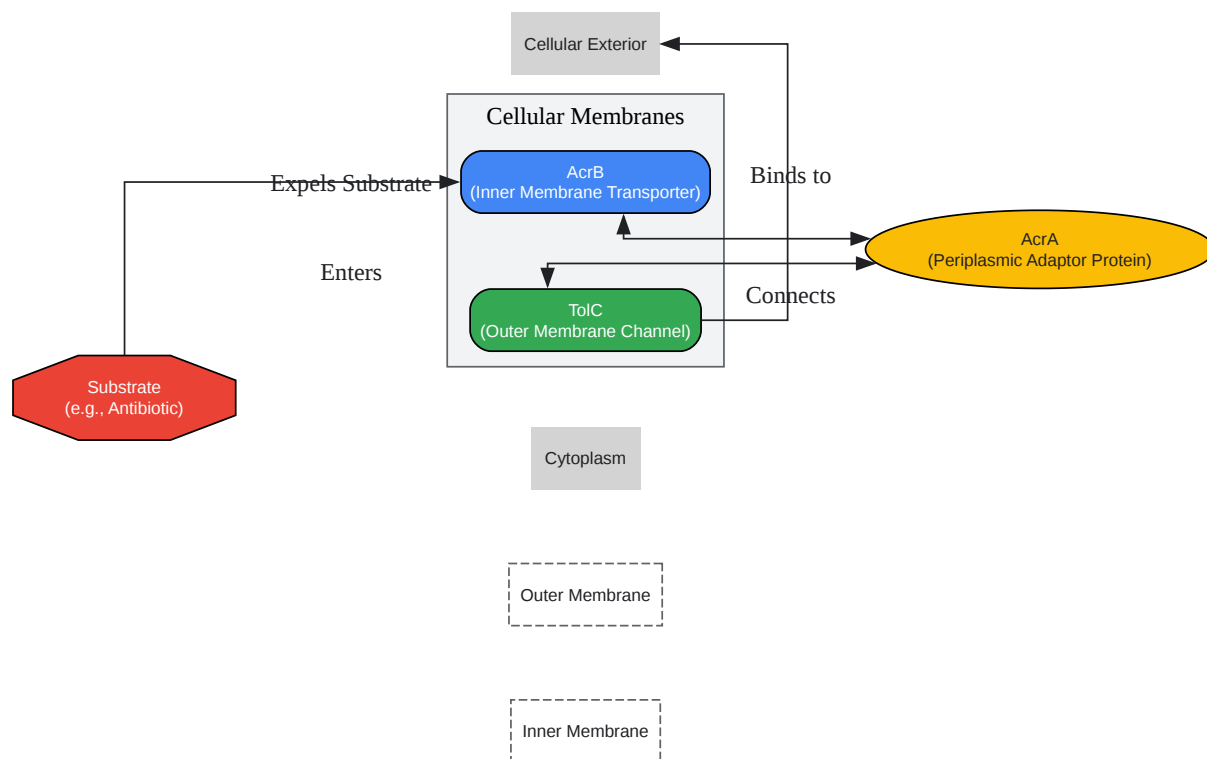 Cellular Exterior
Cellular Membranes
AcrB
(Inner Membrane Transporter)
Expels Substrate
Binds to
AcrA
(Periplasmic Adaptor Protein)
Enters
Connects
TolC
(Outer Membrane Channel)
Substrate
(e.g., Antibiotic)
Cytoplasm
Outer Membrane
Inner Membrane